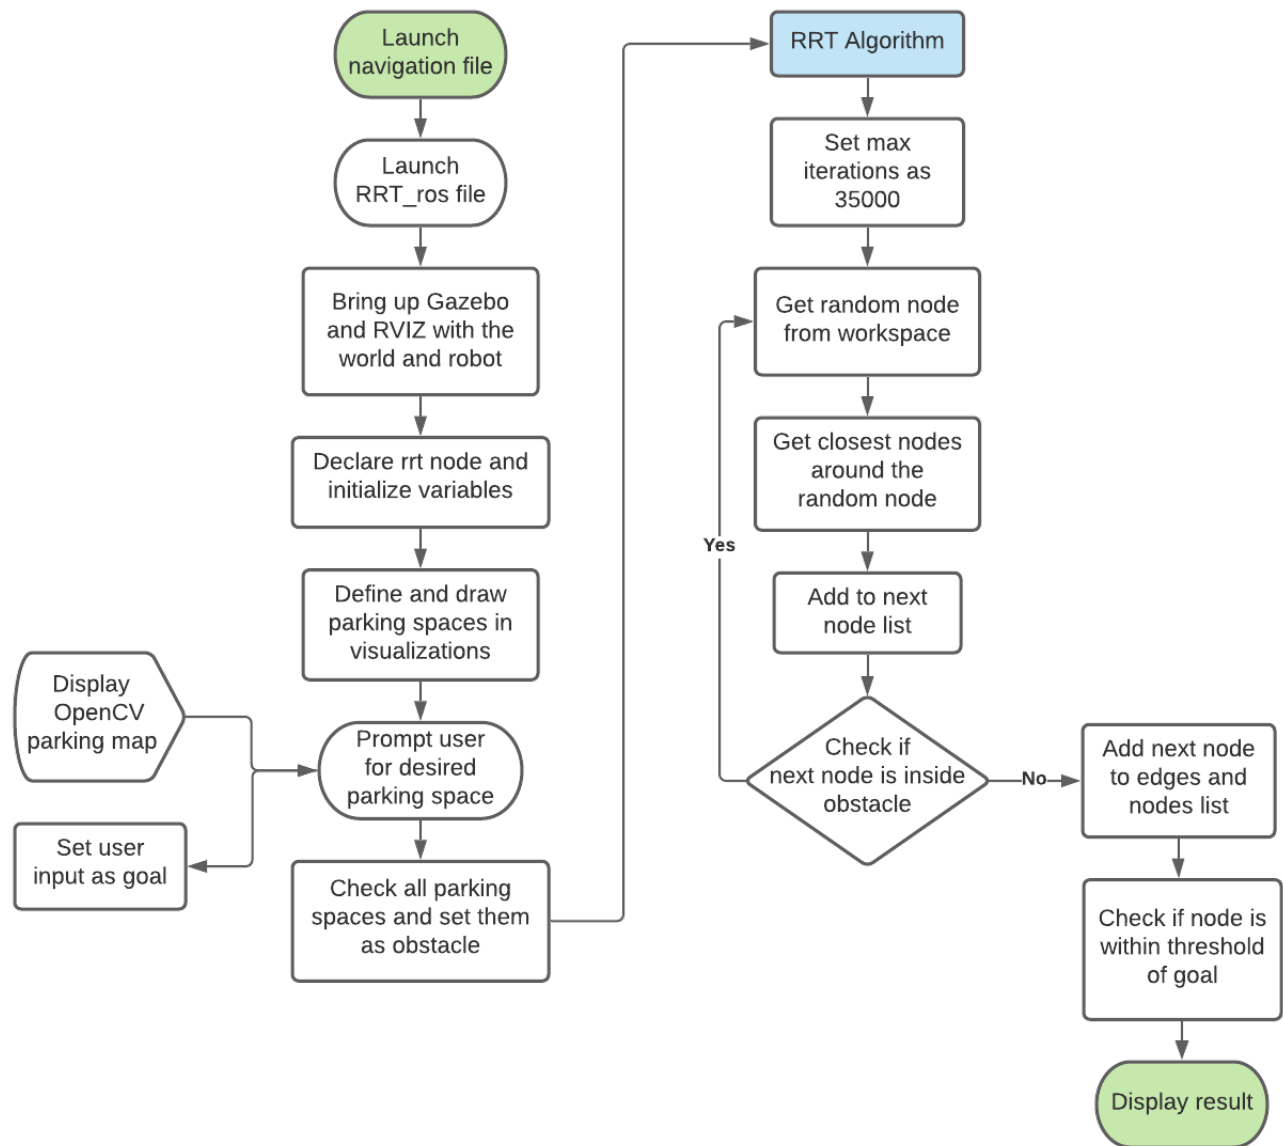 Launch
navigation file
Launch
RRT_ros file
Bring up Gazebo
and RVIZ with the
world and robot
Declare rrt node and
initialize variables
Define and draw
parking spaces in
visualizations
Display
OpenCV
parking map
Prompt user
for desired
parking space
Set user
input as goal
Check all parking
spaces and set them
as obstacle
RRT Algorithm
Set max
iterations as
35000
Get random node
from workspace
Get closest nodes
around the
random node
Yes
Add to next
node list
Check if
next node is inside
obstacle
No
Add next node
to edges and
nodes list
Check if node is
within threshold
of goal
Display result